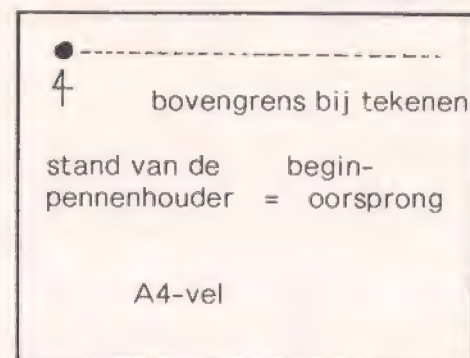 4
bovengrens bij tekenen
stand van de begin-
pennenhouder = oorsprong
A4-vel